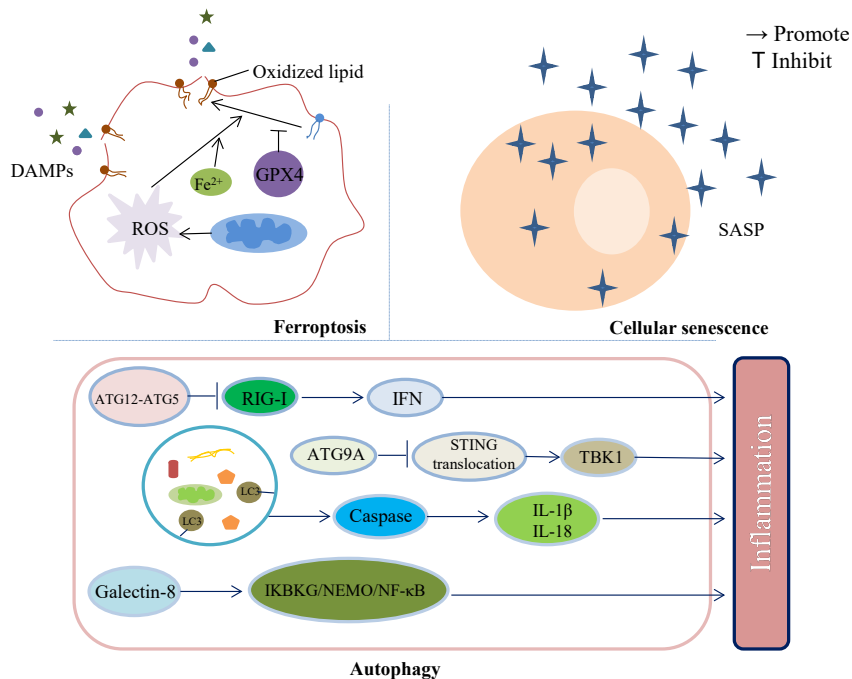 → Promote
T Inhibit
Oxidized lipid
DAMPs
Fe²⁺
GPX4
ROS
SASP
Ferroptosis
Cellular senescence
ATG12-ATG5
RIG-I
IFN
ATG9A
STING
translocation
TBK1
LC3
LC3
Caspase
IL-1β
IL-18
Galectin-8
IKBKG/NEMO/NF-κB
Inflammation
Autophagy